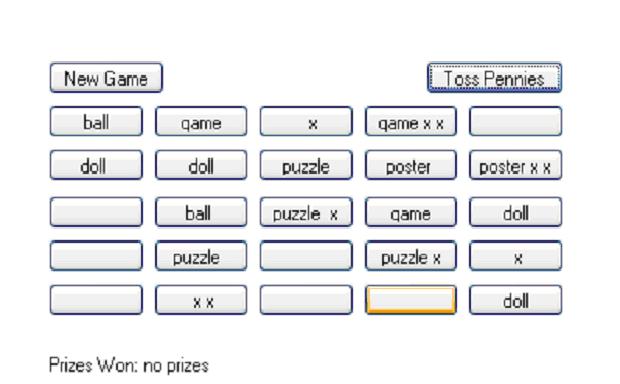 New Game Toss Pennies
ball game x game x x
doll doll puzzle poster poster x x
ball puzzle x game doll
puzzle puzzle x x
x x doll
Prizes Won: no prizes